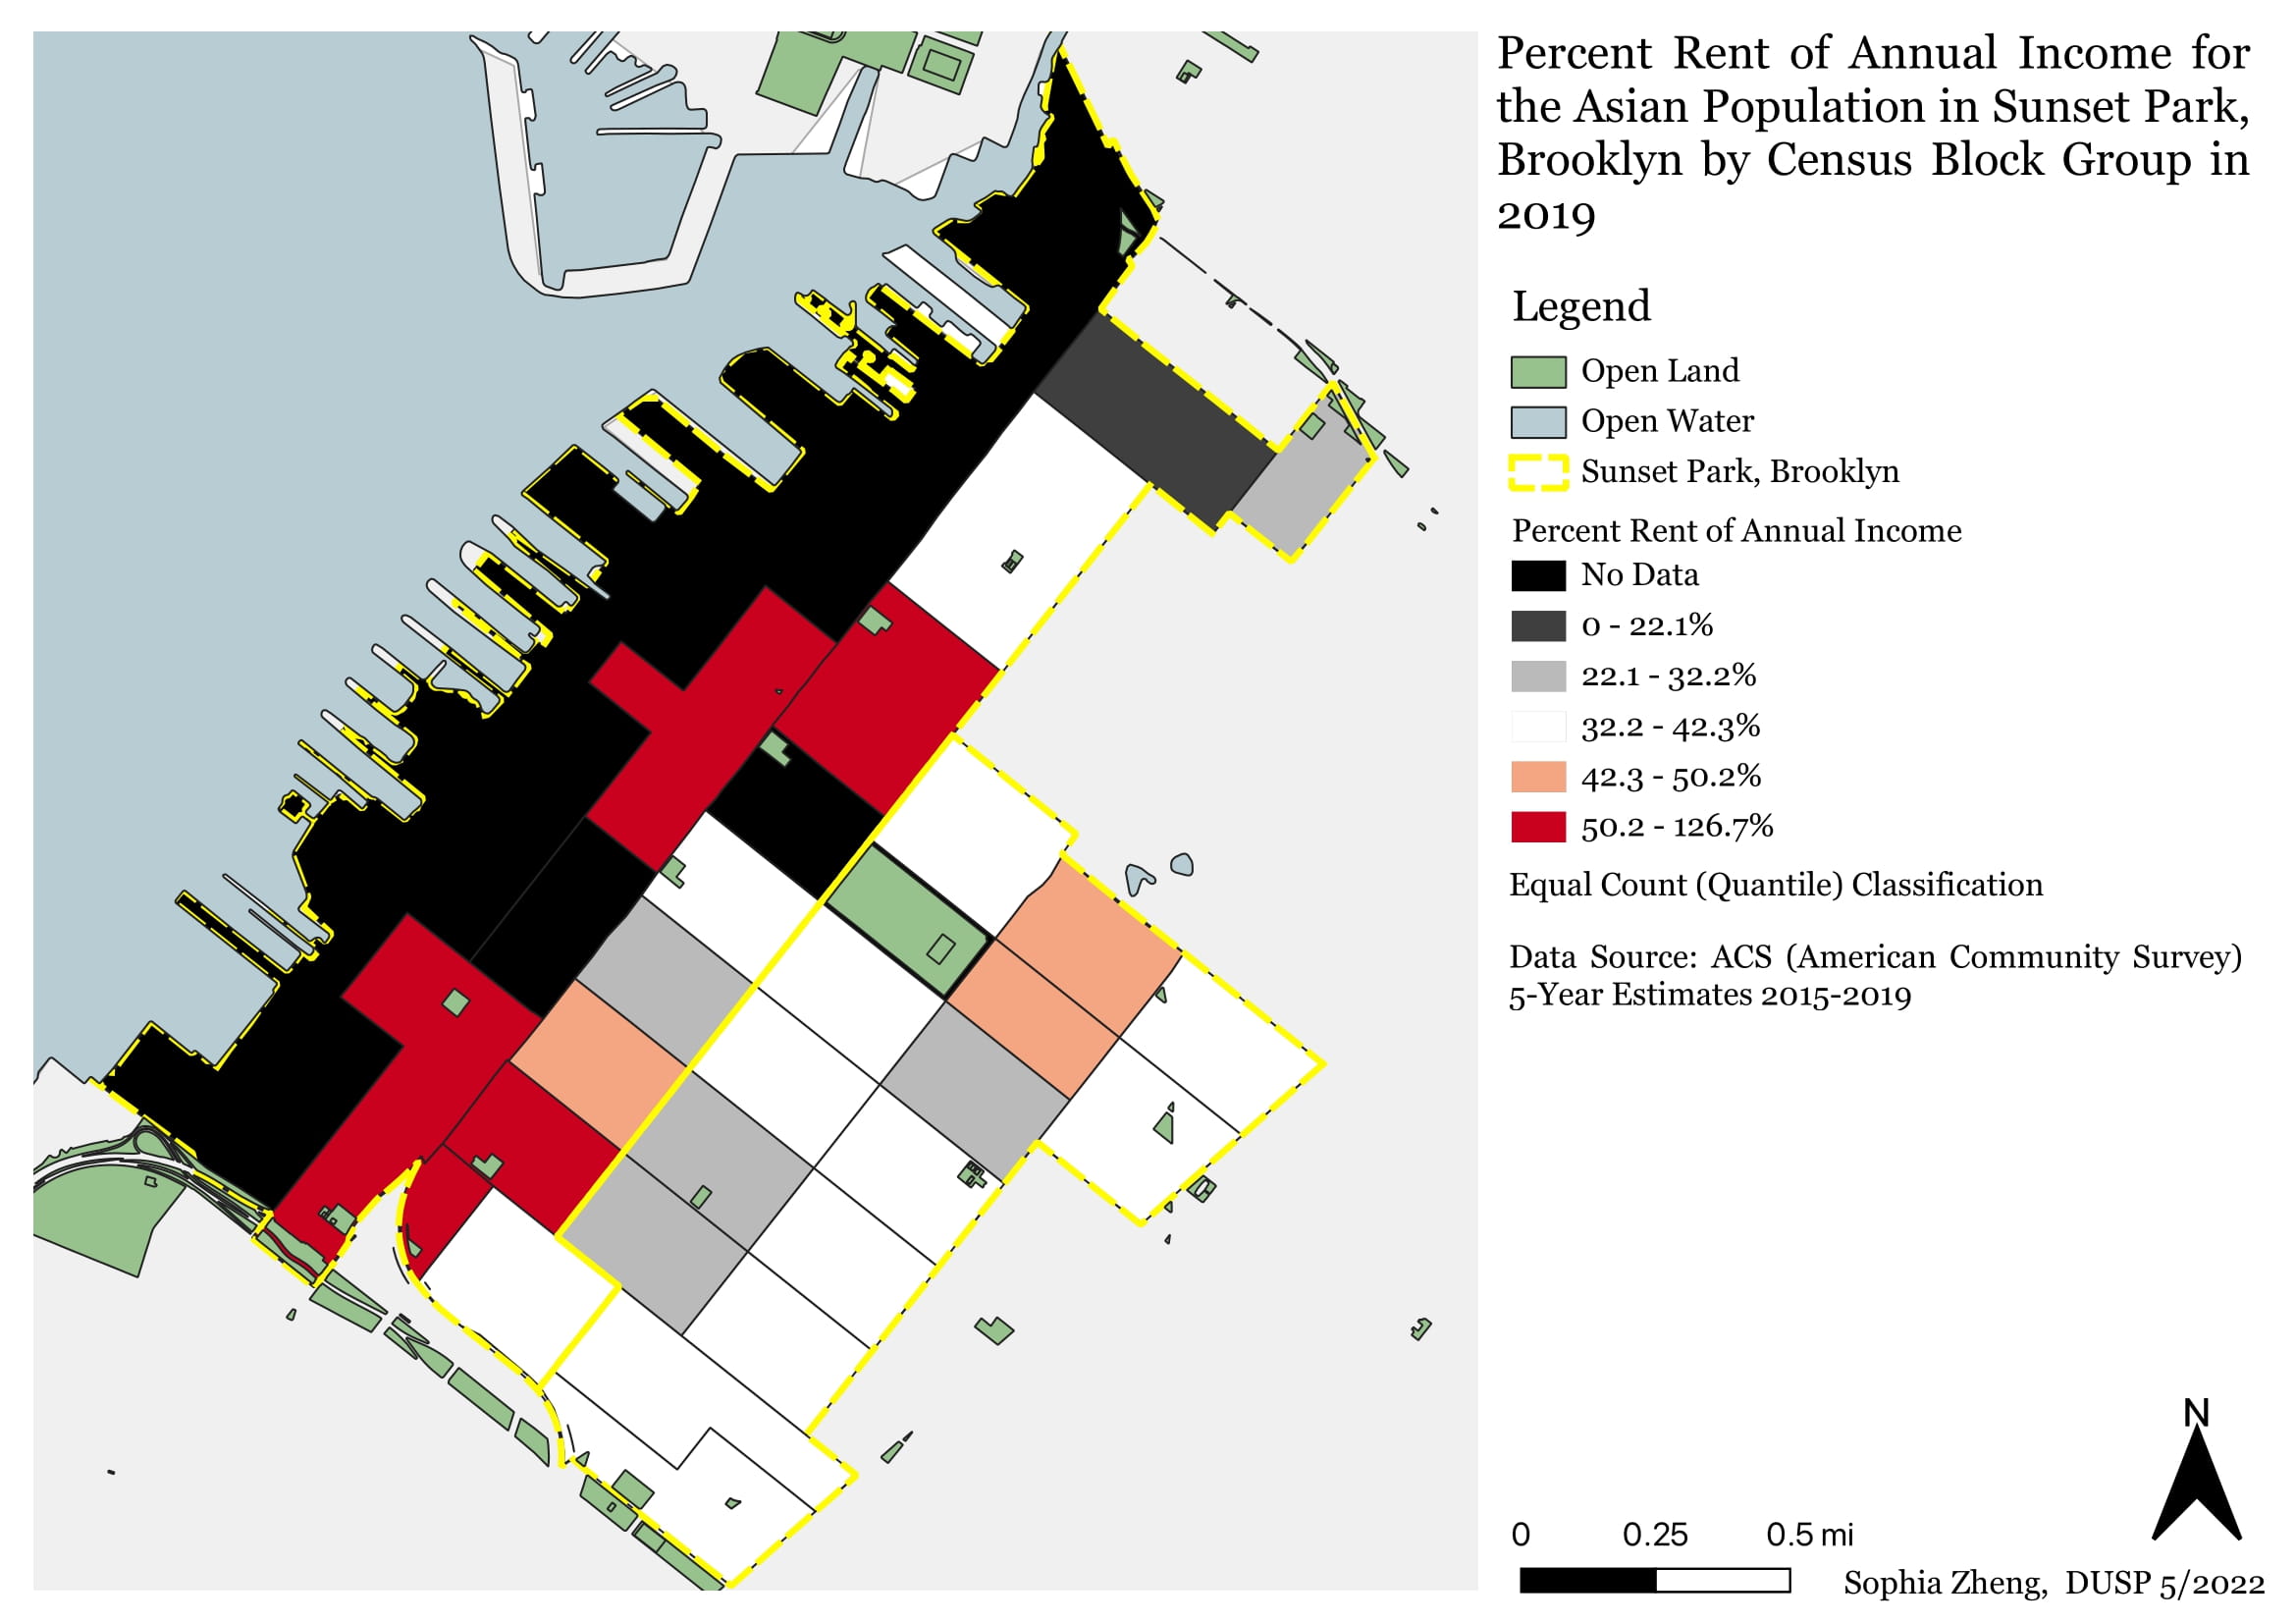 Percent Rent of Annual Income for
the Asian Population in Sunset Park,
Brooklyn by Census Block Group in
2019
Legend
Open Land
Open Water
Sunset Park, Brooklyn
Percent Rent of Annual Income
No Data
0 - 22.1%
22.1 - 32.2%
32.2 - 42.3%
42.3 - 50.2%
50.2 - 126.7%
Equal Count (Quantile) Classification
Data Source: ACS (American Community Survey)
5-Year Estimates 2015-2019
N
0 0.25 0.5 mi
Sophia Zheng, DUSP 5/2022